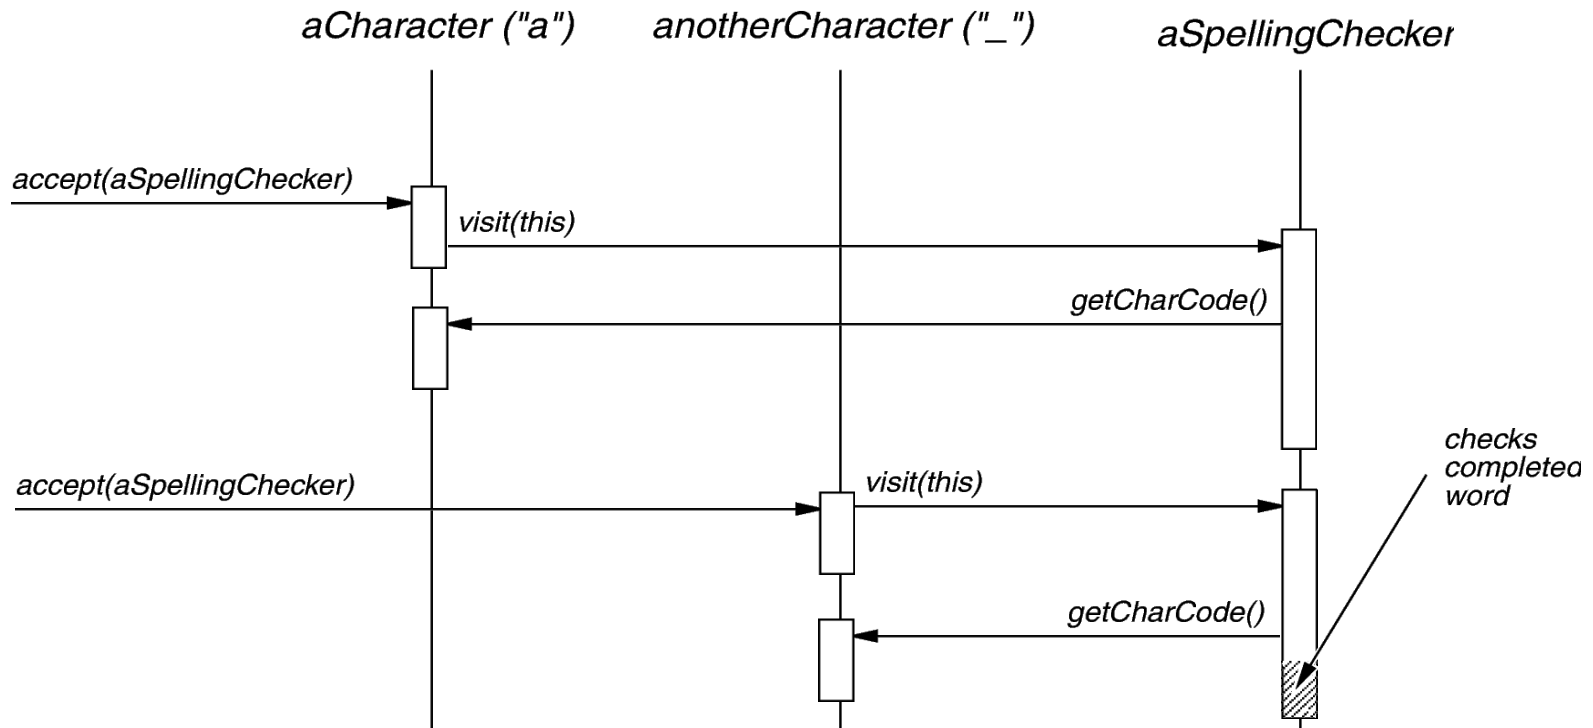 aCharacter ("a")
anotherCharacter ("_")
aSpellingChecker
accept(aSpellingChecker)
visit(this)
getCharCode()
checks
completed
word
accept(aSpellingChecker)
visit(this)
getCharCode()